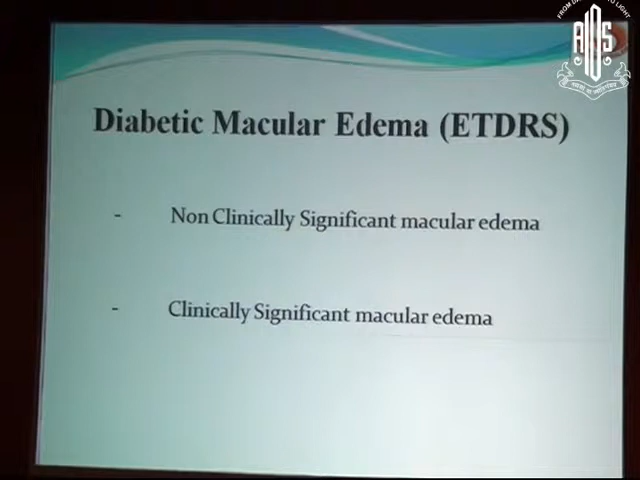 Diabetic Macular Edema (ETDRS)
- Non Clinically Significant macular edema
- Clinically Significant macular edema